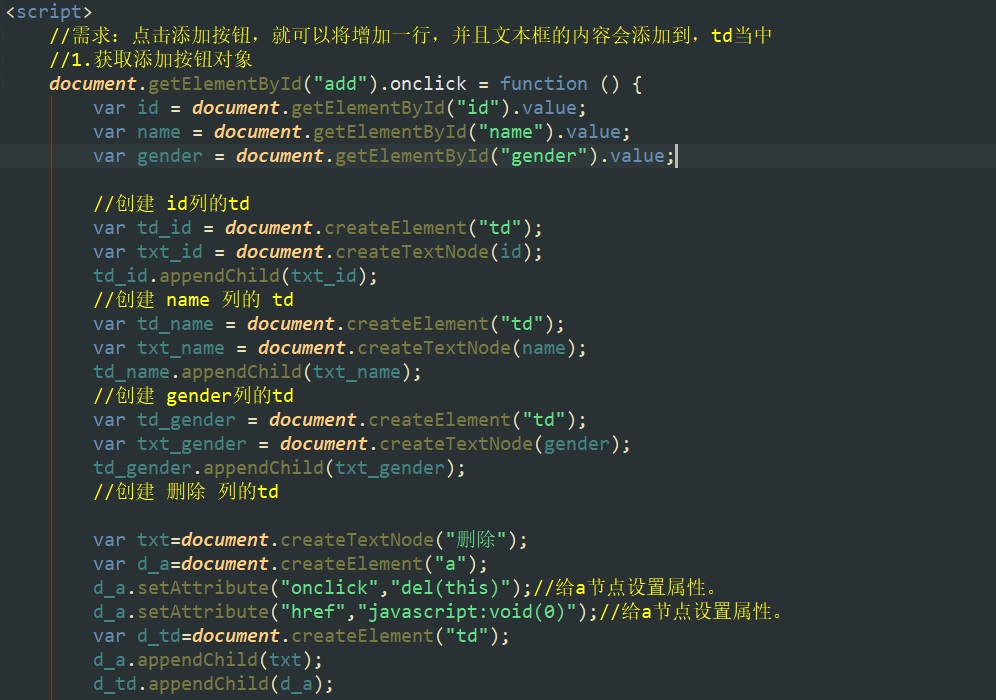 <script>
//需求：点击添加按钮，就可以将增加一行，并且文本框的内容会添加到，td当中
//1.获取添加按钮对象
document.getElementById("add").onclick = function () {
var id = document.getElementById("id").value;
var name = document.getElementById("name").value;
var gender = document.getElementById("gender").value;
//创建 id列的td
var td_id = document.createElement("td");
var txt_id = document.createTextNode(id);
td_id.appendChild(txt_id);
//创建 name 列的 td
var td_name = document.createElement("td");
var txt_name = document.createTextNode(name);
td_name.appendChild(txt_name);
//创建 gender列的td
var td_gender = document.createElement("td");
var txt_gender = document.createTextNode(gender);
td_gender.appendChild(txt_gender);
//创建 删除 列的td
var txt=document.createTextNode("删除");
var d_a=document.createElement("a");
d_a.setAttribute("onclick","del(this)");//给a节点设置属性。
d_a.setAttribute("href","javascript:void(0)");//给a节点设置属性。
var d_td=document.createElement("td");
d_a.appendChild(txt);
d_td.appendChild(d_a);